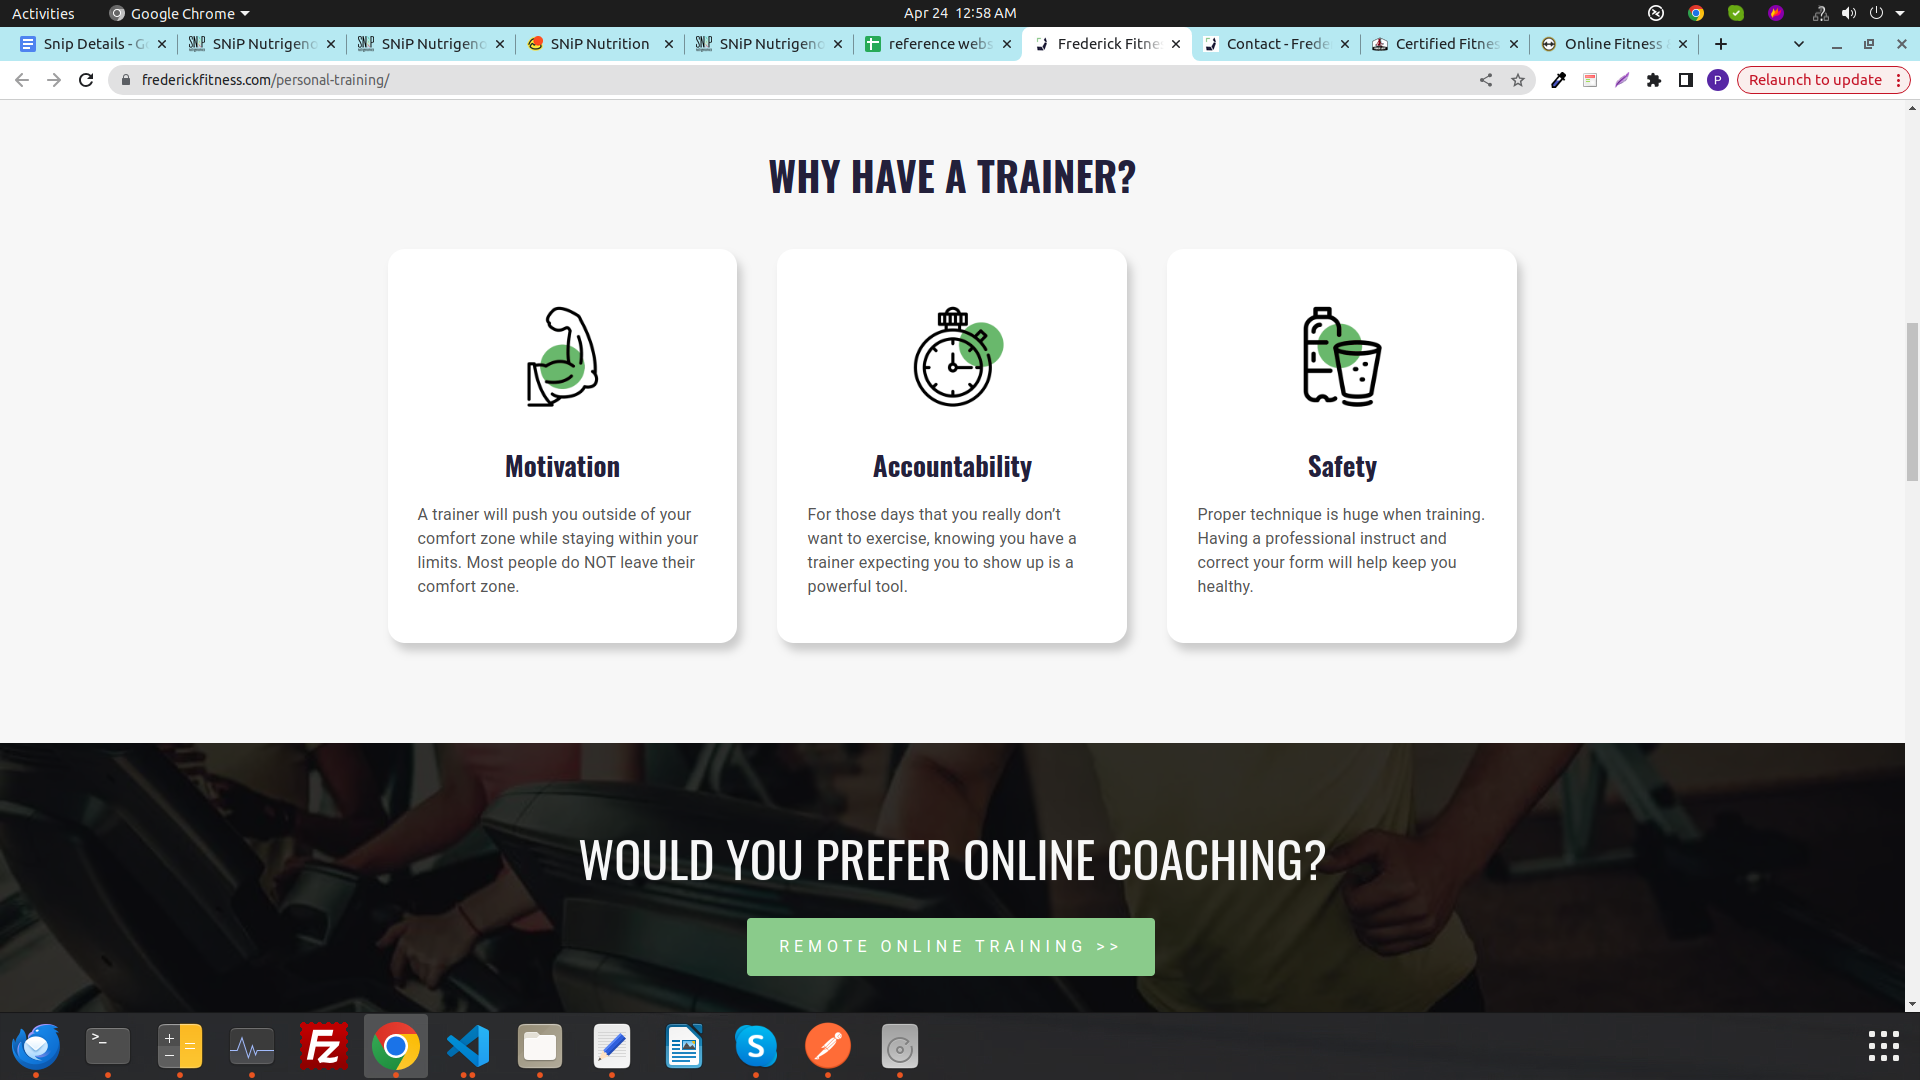 Activities
Google Chrome
Apr 24 12:58 AM
Snip Details - G
SNiP Nutrigeno
SNiP Nutrigeno
SNiP Nutrition
SNiP Nutrigeno
reference webs
Frederick Fitne
Contact - Frede
Certified Fitnes
Online Fitness
frederickfitness.com/personal-training/
P
Relaunch to update
WHY HAVE A TRAINER?
Motivation
A trainer will push you outside of your
comfort zone while staying within your
limits. Most people do NOT leave their
comfort zone.
Accountability
For those days that you really don’t
want to exercise, knowing you have a
trainer expecting you to show up is a
powerful tool.
Safety
Proper technique is huge when training.
Having a professional instruct and
correct your form will help keep you
healthy.
WOULD YOU PREFER ONLINE COACHING?
REMOTE ONLINE TRAINING >>